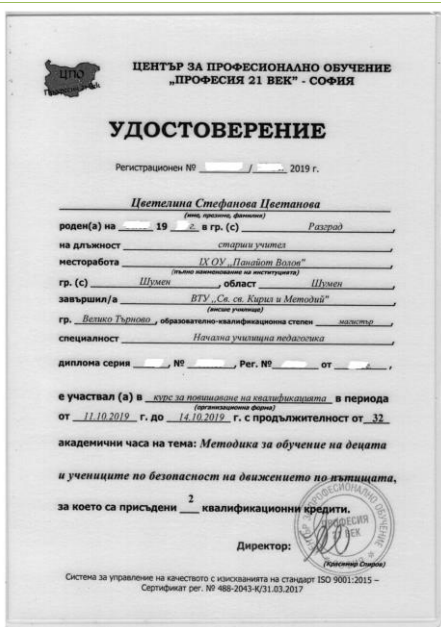 ЦПО
ЦЕНТЪР ЗА ПРОФЕСИОНАЛНО ОБУЧЕНИЕ
„ПРОФЕСИЯ 21 ВЕК" - СОФИЯ
УДОСТОВЕРЕНИЕ
Регистрационен № / 2019 г.
Цветелина Стефанова Цветанова
(име, презиме, фамилия)
роден(а) на 19 г. в гр. (с) Разград
на длъжност старши учител
месторабота IX ОУ „Панайот Волов"
(пълно наименование на институцията)
гр. (с) Шумен, област Шумен
завършил/а ВТУ „Св. св. Кирил и Методий"
(висше училище)
гр. Велико Търново, образователно-квалификационна степен магистър
специалност Начална училищна педагогика,
диплома серия , № , Рег. № от ,
е участвал (а) в курс за повишаване на квалификацията в периода
(организационна форма)
от 11.10.2019 г. до 14.10.2019 г. с продължителност от 32
академични часа на тема: Методика за обучение на децата
и учениците по безопасност на движението по пътищата,
за което са присъдени 2 квалификационни кредити.
Директор:
(Красимир Спиров)
Система за управление на качеството с изискванията на стандарт ISO 9001:2015 –
Сертификат рег. № 488-2043-K/31.03.2017